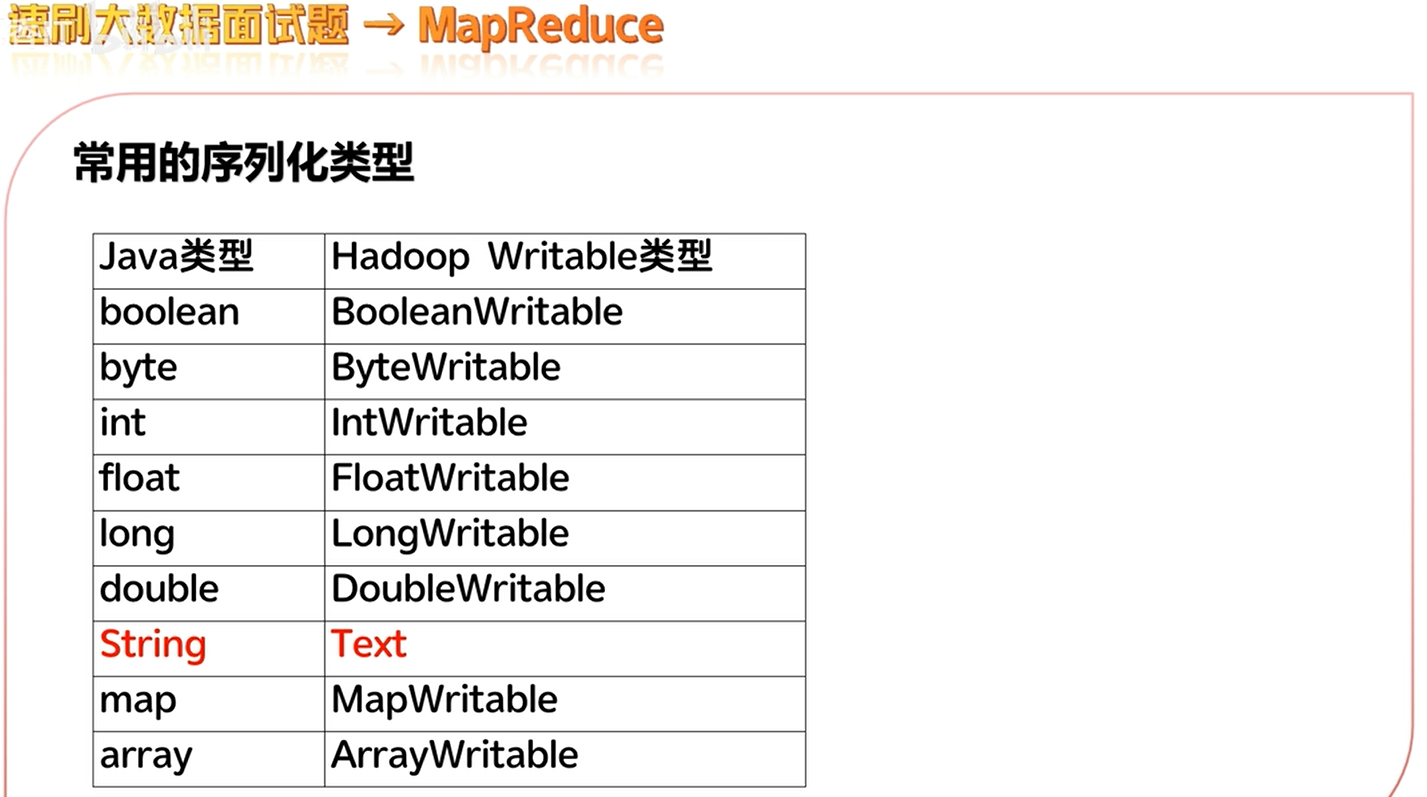 速刷大数据面试题 → MapReduce
常用的序列化类型
Java类型 Hadoop Writable类型
boolean BooleanWritable
byte ByteWritable
int IntWritable
float FloatWritable
long LongWritable
double DoubleWritable
String Text
map MapWritable
array ArrayWritable